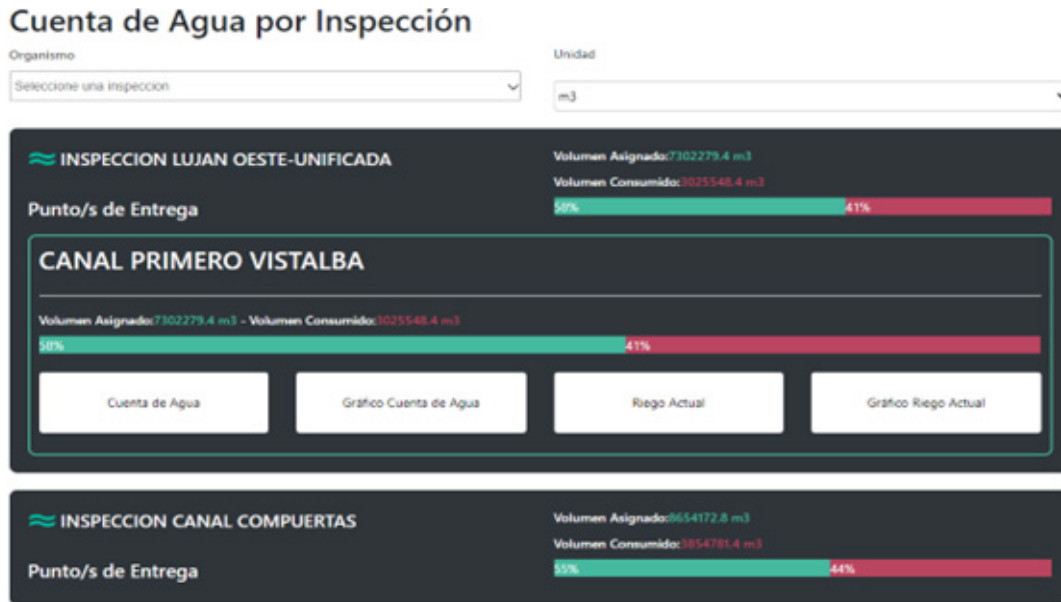 Cuenta de Agua por Inspección
Organismo
Unidad
Seleccione una inspeccion
m3
INSPECCION LUJAN OESTE-UNIFICADA
Volumen Asignado:7302279.4 m3
Volumen Consumido:3025548.4 m3
Punto/s de Entrega
58% 41%
CANAL PRIMERO VISTALBA
Volumen Asignado:7302279.4 m3 - Volumen Consumido:3025548.4 m3
58% 41%
Cuenta de Agua
Gráfico Cuenta de Agua
Riego Actual
Gráfico Riego Actual
INSPECCION CANAL COMPUERTAS
Volumen Asignado:8654172.8 m3
Volumen Consumido:3854781.4 m3
Punto/s de Entrega
55% 44%